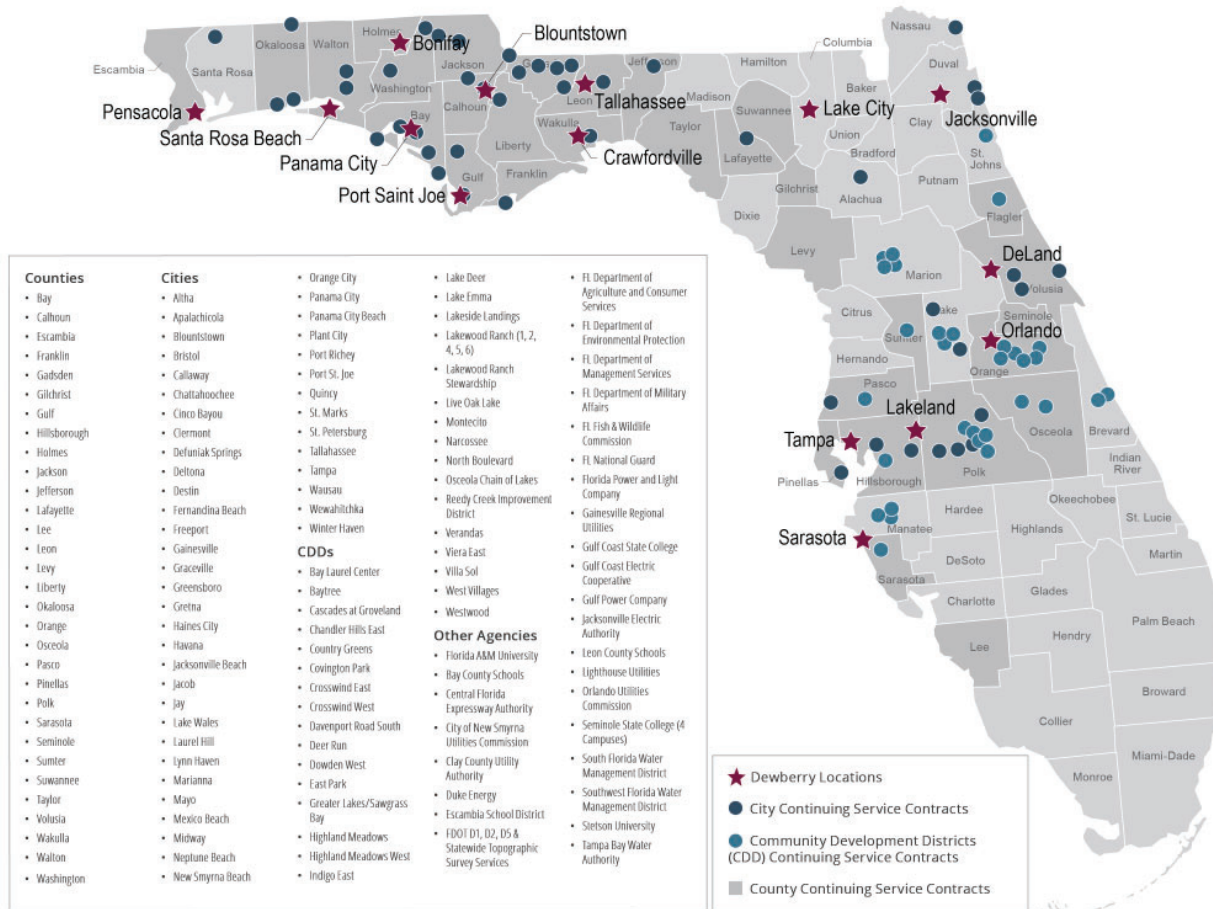 Nassau
Holmes
Blountstown
Okaloosa
Walton
Bonifay
Columbia
Jackson
Hamilton
Duval
Escambia
Santa Rosa
Washington
Leon
Madison
Baker
Calhoun
Tallahassee
Suwannee
Lake City
Pensacola
Bay
Jacksonville
Santa Rosa Beach
Wakulla
Taylor
Union
Clay
Liberty
Crawfordville
Bradford
St.
Johns
Panama City
Lafayette
Gulf
Franklin
Putnam
Port Saint Joe
Gilchrist
Alachua
Flagler
Dixie
Levy
DeLand
Marion
Volusia
Citrus
Seminole
Sumter
Orlando
Hernando
Orange
Pasco
Lakeland
Osceola
Brevard
Tampa
Indian
River
Polk
Pinellas
Hillsborough
Okeechobee
Hardee
St. Lucie
Manatee
Highlands
Sarasota
Martin
DeSoto
Sarasota
Glades
Charlotte
Palm Beach
Hendry
Lee
Broward
Collier
Miami-Dade
Monroe
Counties
• Bay
• Calhoun
• Escambia
• Franklin
• Gadsden
• Gilchrist
• Gulf
• Hillsborough
• Holmes
• Jackson
• Jefferson
• Lafayette
• Lee
• Leon
• Levy
• Liberty
• Okaloosa
• Orange
• Osceola
• Pasco
• Pinellas
• Polk
• Sarasota
• Seminole
• Sumter
• Suwannee
• Taylor
• Volusia
• Wakulla
• Walton
• Washington
Cities
• Altha
• Apalachicola
• Blountstown
• Bristol
• Callaway
• Chattahoochee
• Cinco Bayou
• Clermont
• Defuniak Springs
• Deltona
• Destin
• Fernandina Beach
• Freeport
• Gainesville
• Graceville
• Greensboro
• Gretna
• Haines City
• Havana
• Jacksonville Beach
• Jacob
• Jay
• Lake Wales
• Laurel Hill
• Lynn Haven
• Marianna
• Mayo
• Mexico Beach
• Midway
• Neptune Beach
• New Smyrna Beach
• Orange City
• Panama City
• Panama City Beach
• Plant City
• Port Richey
• Port St. Joe
• Quincy
• St. Marks
• St. Petersburg
• Tallahassee
• Tampa
• Wausau
• Wewahitchka
• Winter Haven
CDDs
• Bay Laurel Center
• Baytree
• Cascades at Groveland
• Chandler Hills East
• Country Greens
• Covington Park
• Crosswind East
• Crosswind West
• Davenport Road South
• Deer Run
• Dowden West
• East Park
• Greater Lakes/Sawgrass
Bay
• Highland Meadows
• Highland Meadows West
• Indigo East
• Lake Deer
• Lake Emma
• Lakeside Landings
• Lakewood Ranch (1, 2,
4, 5, 6)
• Lakewood Ranch
Stewardship
• Live Oak Lake
• Montecito
• Narcossee
• North Boulevard
• Osceola Chain of Lakes
• Reedy Creek Improvement
District
• Verandas
• Viera East
• Villa Sol
• West Villages
• Westwood
Other Agencies
• Florida A&M University
• Bay County Schools
• Central Florida
Expressway Authority
• City of New Smyrna
Utilities Commission
• Clay County Utility
Authority
• Duke Energy
• Escambia School District
• FDOT D1, D2, D5 &
Statewide Topographic
Survey Services
• FL Department of
Agriculture and Consumer
Services
• FL Department of
Environmental Protection
• FL Department of
Management Services
• FL Department of Military
Affairs
• FL Fish & Wildlife
Commission
• FL National Guard
• Florida Power and Light
Company
• Gainesville Regional
Utilities
• Gulf Coast State College
• Gulf Coast Electric
Cooperative
• Gulf Power Company
• Jacksonville Electric
Authority
• Leon County Schools
• Lighthouse Utilities
• Orlando Utilities
Commission
• Seminole State College (4
Campuses)
• South Florida Water
Management District
• Southwest Florida Water
Management District
• Stetson University
• Tampa Bay Water
Authority
Dewberry Locations
City Continuing Service Contracts
Community Development Districts
(CDD) Continuing Service Contracts
County Continuing Service Contracts